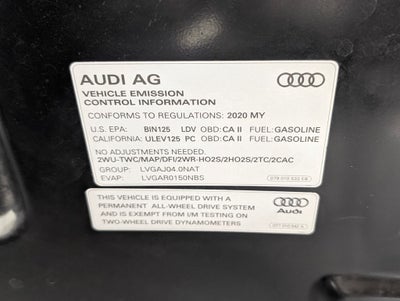 AUDI AG
VEHICLE EMISSION
CONTROL INFORMATION
CONFORMS TO REGULATIONS: 2020 MY
U.S. EPA: BIN125 LDV OBD: CA II FUEL: GASOLINE
CALIFORNIA: ULEV125 PC OBD: CA II FUEL: GASOLINE
NO ADJUSTMENTS NEEDED.
2WU-TWC/MAP/DFI/2WR-HO2S/2HO2S/2TC/2CAC
GROUP: LVGAJ04.0NAT
EVAP: LVGAR0150NBS
THIS VEHICLE IS EQUIPPED WITH A
PERMANENT ALL-WHEEL DRIVE SYSTEM
AND IS EXEMPT FROM I/M TESTING ON
TWO-WHEEL DRIVE DYNAMOMETERS
Audi